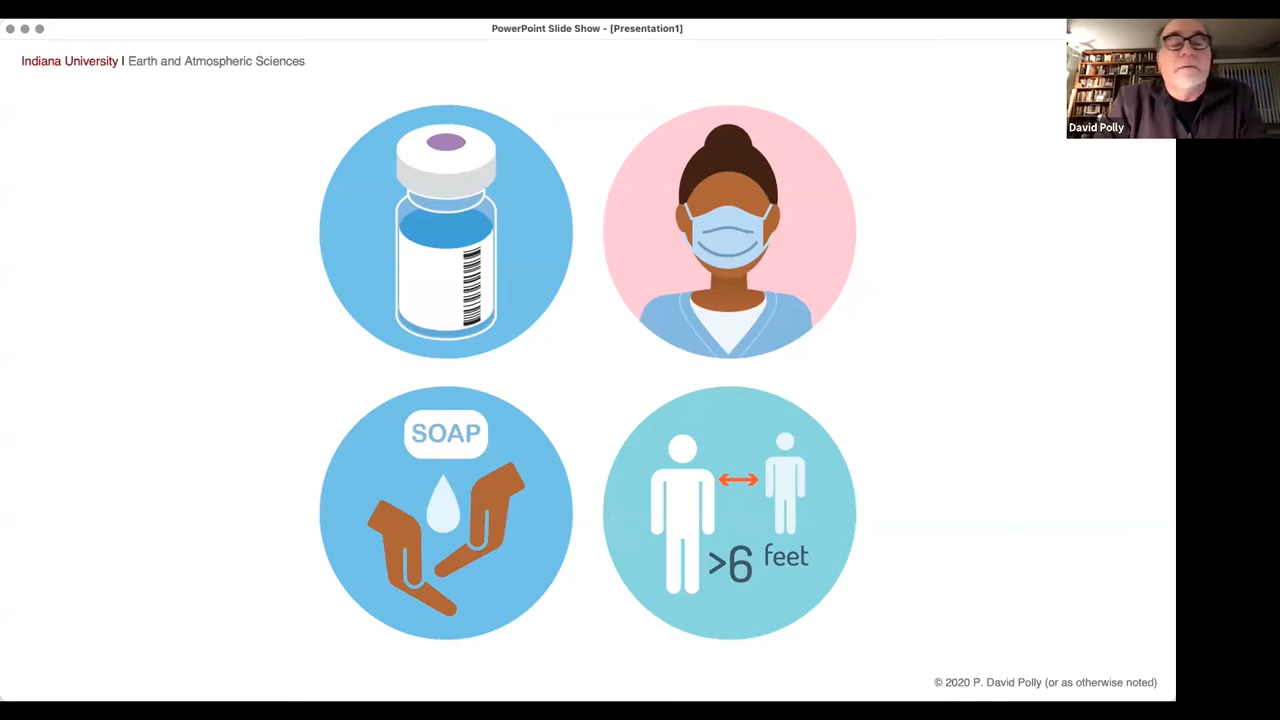 PowerPoint Slide Show - [Presentation1]
Indiana University | Earth and Atmospheric Sciences
David Polly
SOAP
>6 feet
© 2020 P. David Polly (or as otherwise noted)